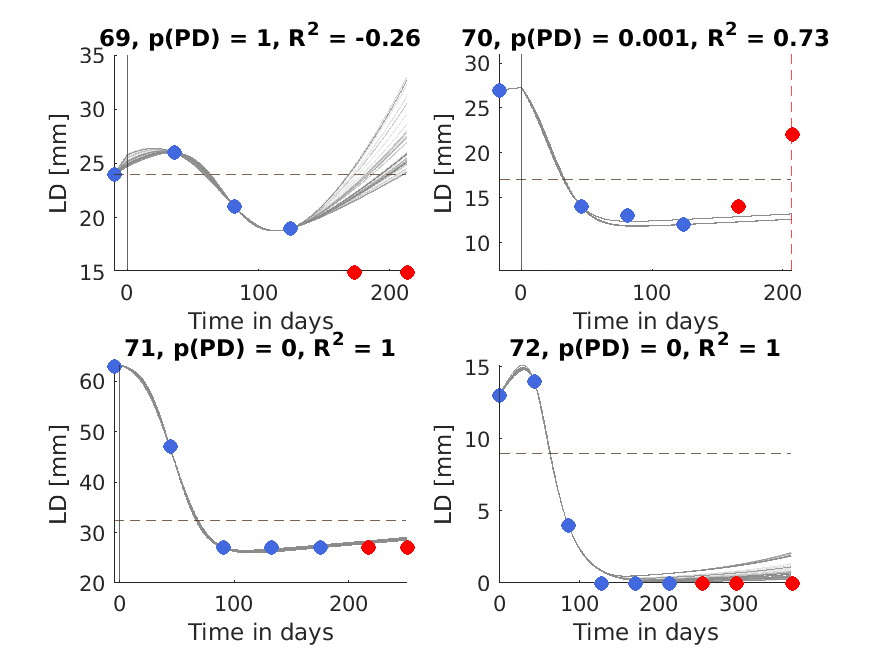 69, p(PD) = 1, R² = -0.26
35
30
25
20
15
LD [mm]
0
100
200
Time in days
70, p(PD) = 0.001, R² = 0.73
30
25
20
15
10
LD [mm]
0
100
200
Time in days
71, p(PD) = 0, R² = 1
60
50
40
30
20
LD [mm]
0
100
200
Time in days
72, p(PD) = 0, R² = 1
15
10
5
0
LD [mm]
0
100
200
300
Time in days